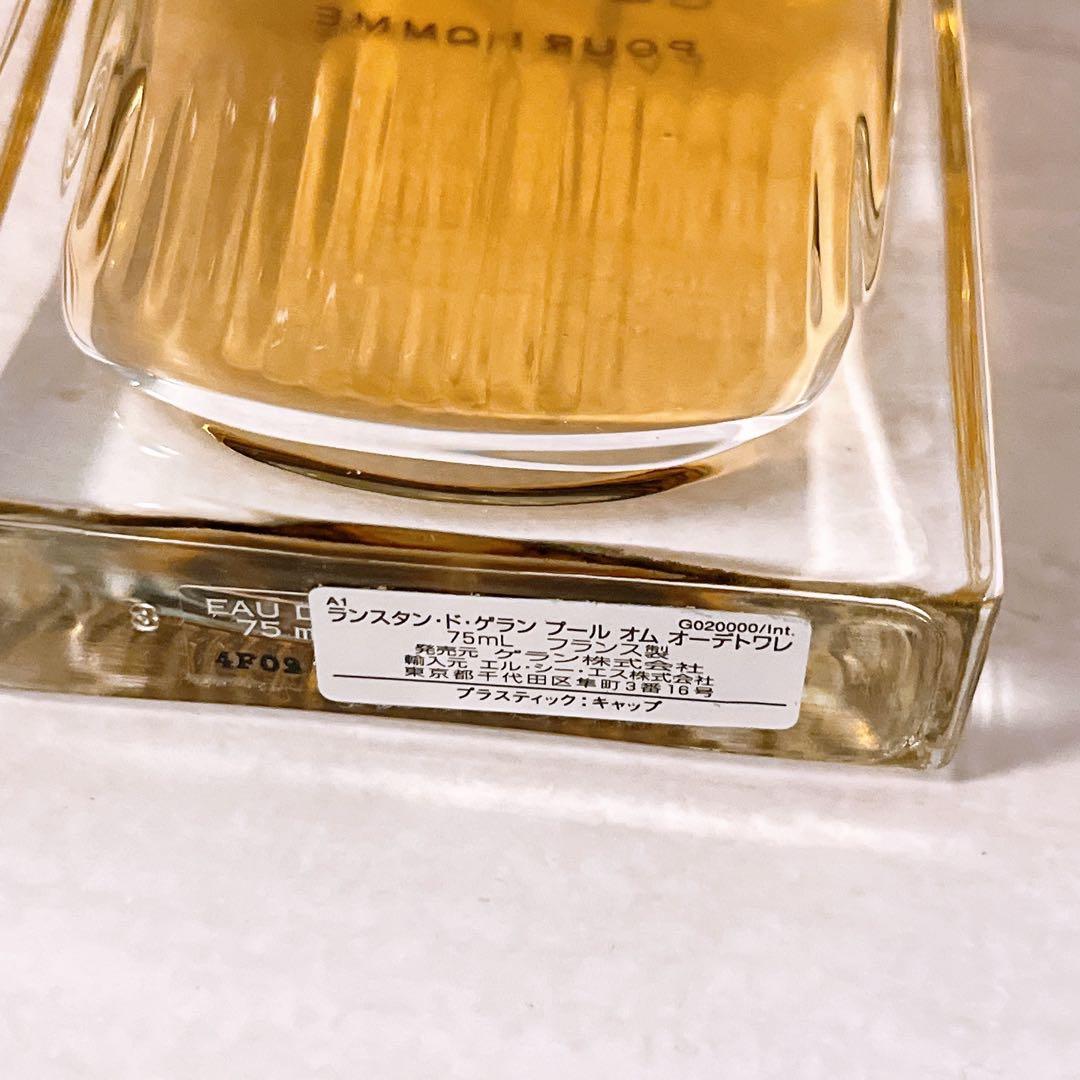 POUR HOMME
EAU D
75 m
4F09
A1
G020000/Int.
ランスタン・ド・ゲラン プール オム オーデトワレ
75ml フランス製
発売元 ゲラン株式会社
輸入元 エル・シー・エス株式会社
東京都千代田区隼町3番16号
プラスティック:キャップ